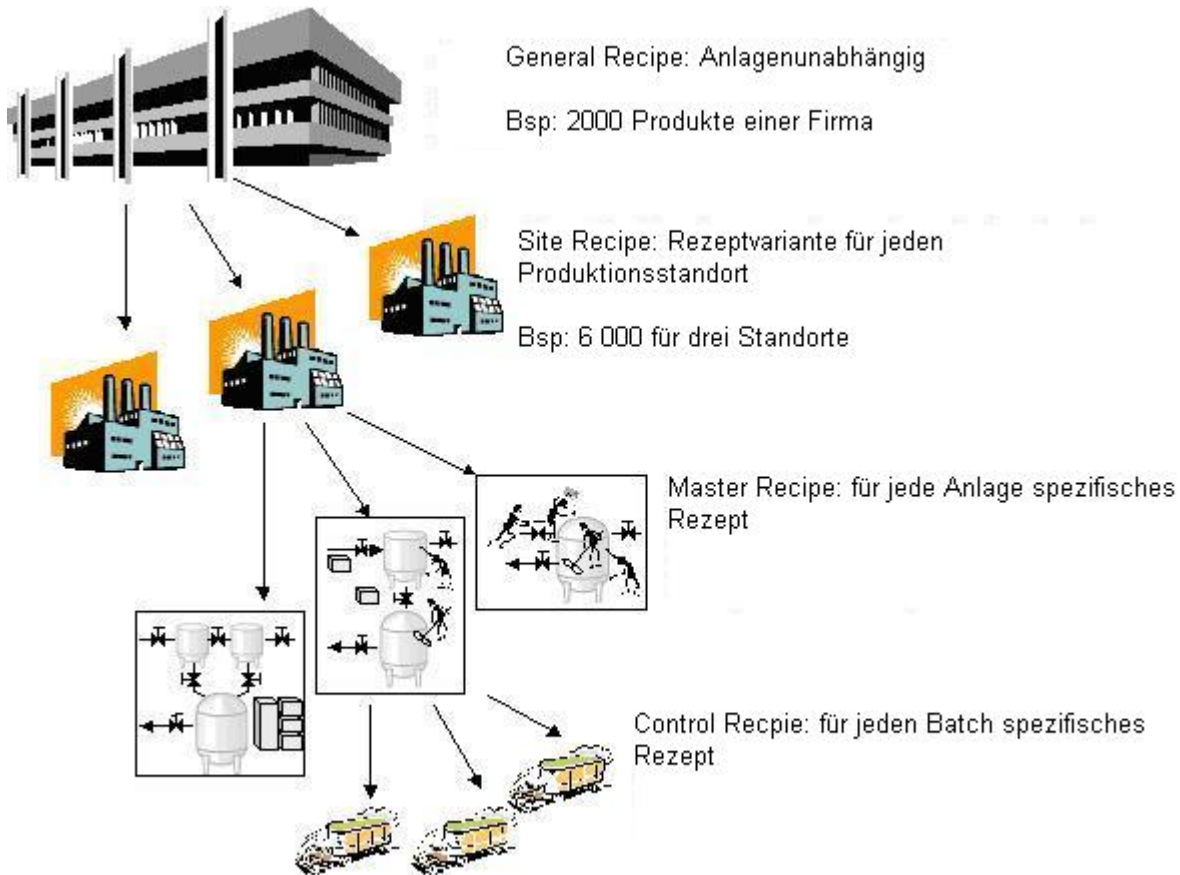 General Recipe: Anlagenunabhängig
Bsp: 2000 Produkte einer Firma
Site Recipe: Rezeptvariante für jeden
Produktionsstandort
Bsp: 6 000 für drei Standorte
Master Recipe: für jede Anlage spezifisches
Rezept
Control Recpie: für jeden Batch spezifisches
Rezept